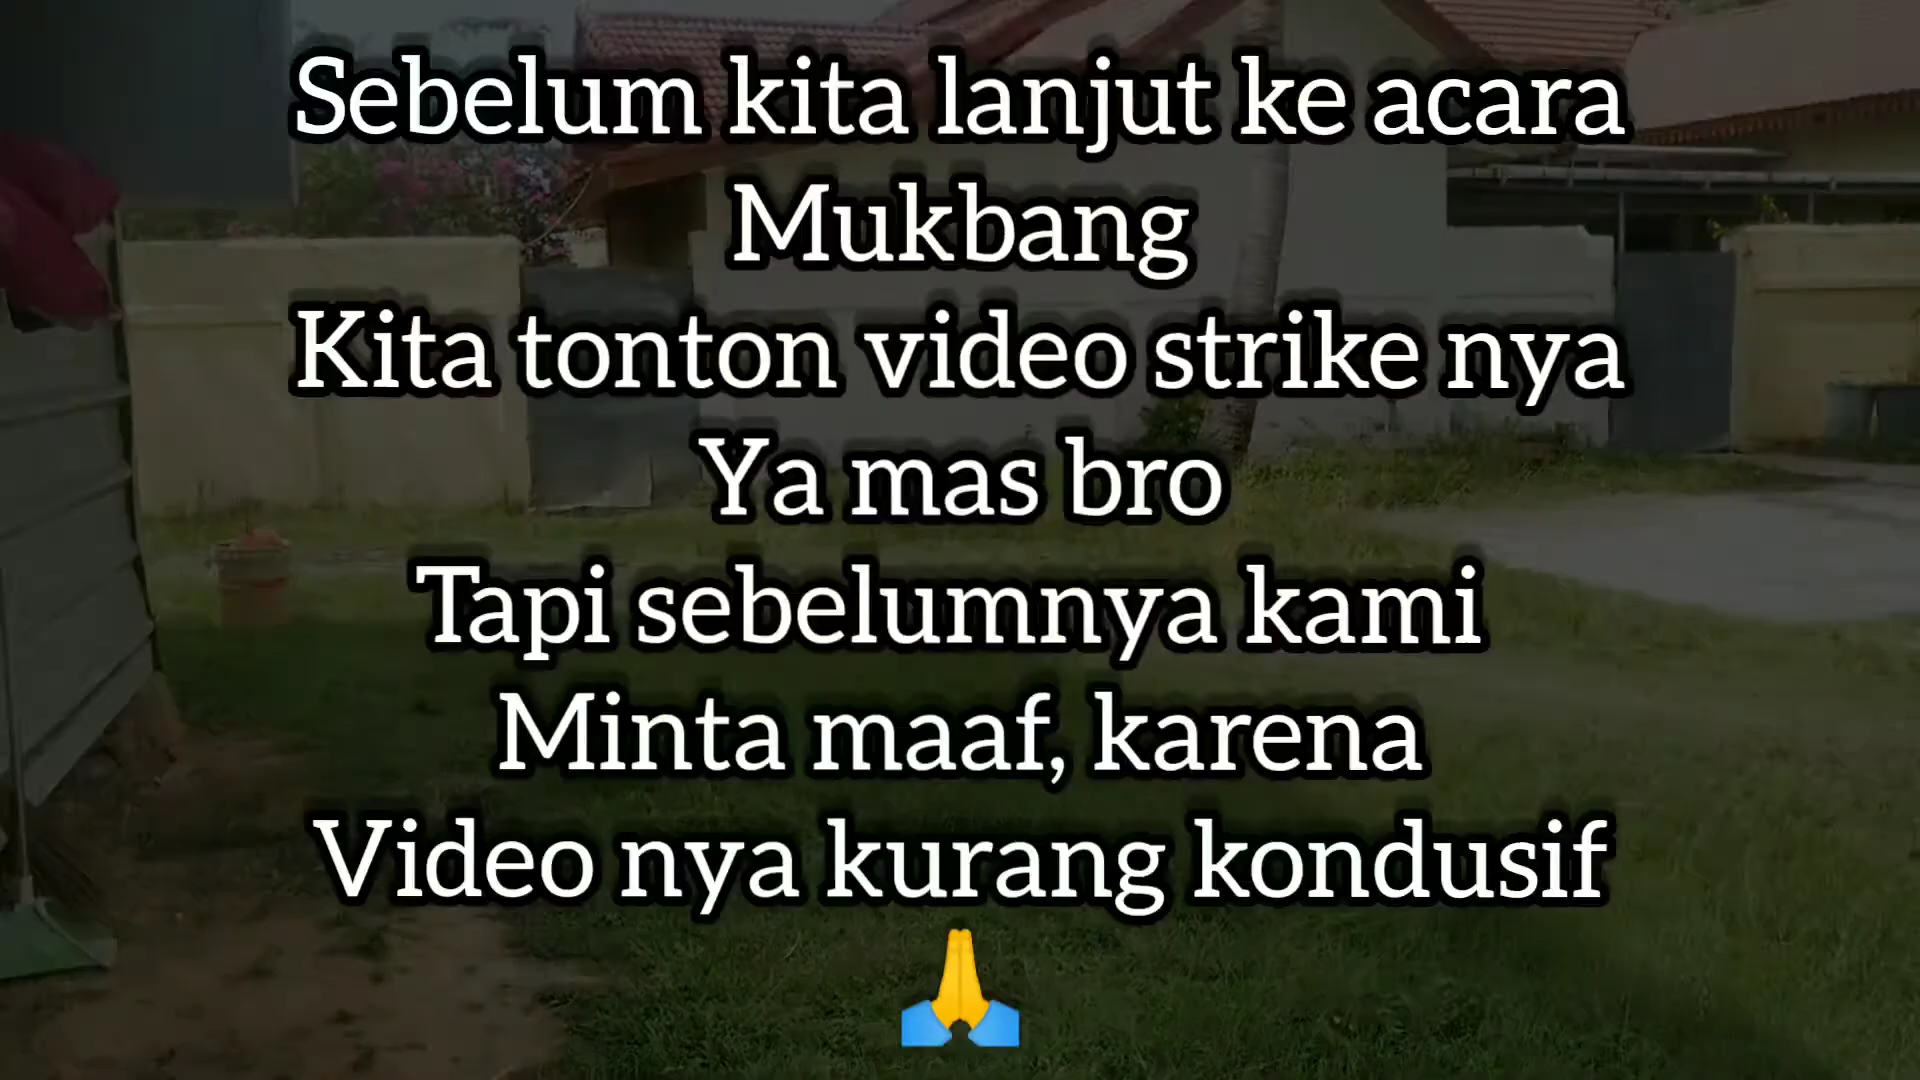 Sebelum kita lanjut ke acara
Mukbang
Kita tonton video strike nya
Ya mas bro
Tapi sebelumnya kami
Minta maaf, karena
Video nya kurang kondusif
🙏